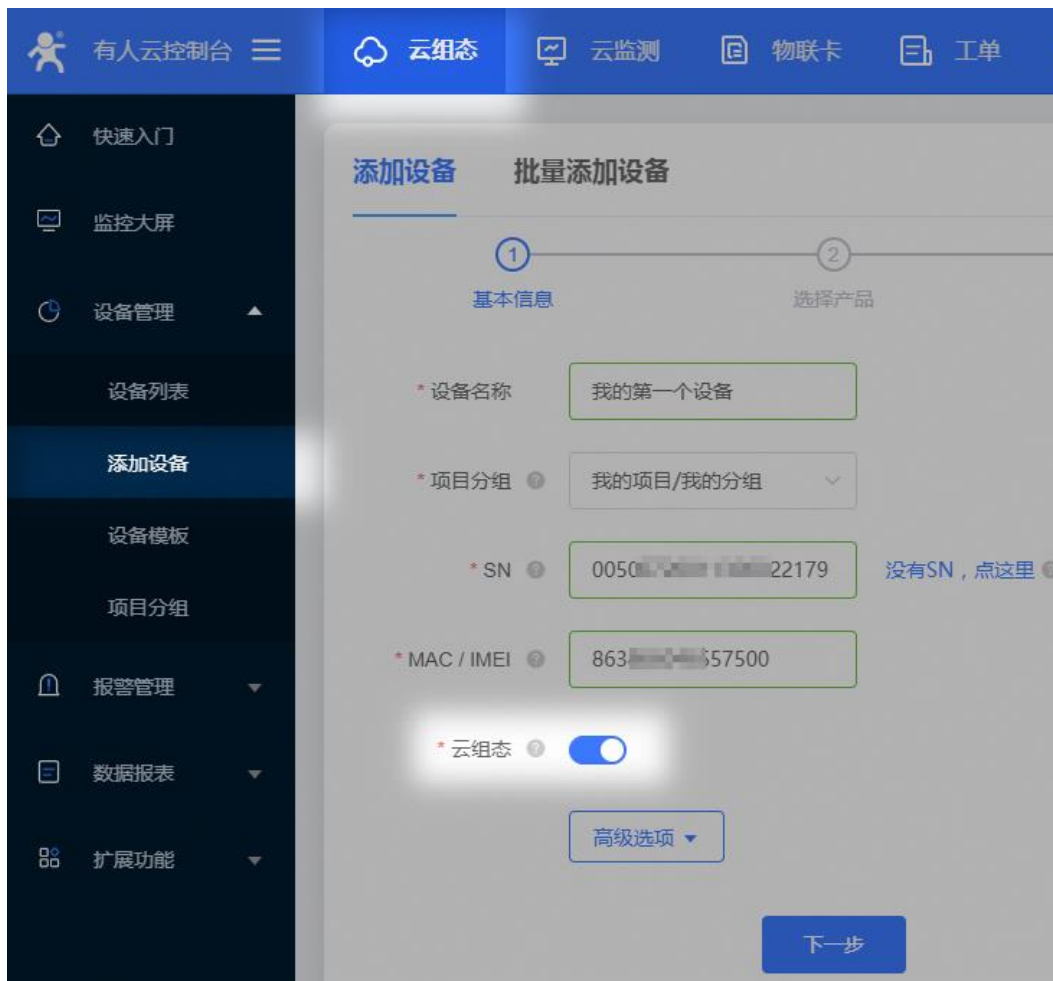 有人云控制台 云组态 云监测 物联卡 工单
快速入门
监控大屏
设备管理
设备列表
添加设备
设备模板
项目分组
报警管理
数据报表
扩展功能
添加设备 批量添加设备
1 2
基本信息 选择产品
* 设备名称 我的第一个设备
* 项目分组 我的项目/我的分组
* SN 0050 22179 没有SN，点这里
* MAC / IMEI 863 557500
* 云组态
高级选项
下一步